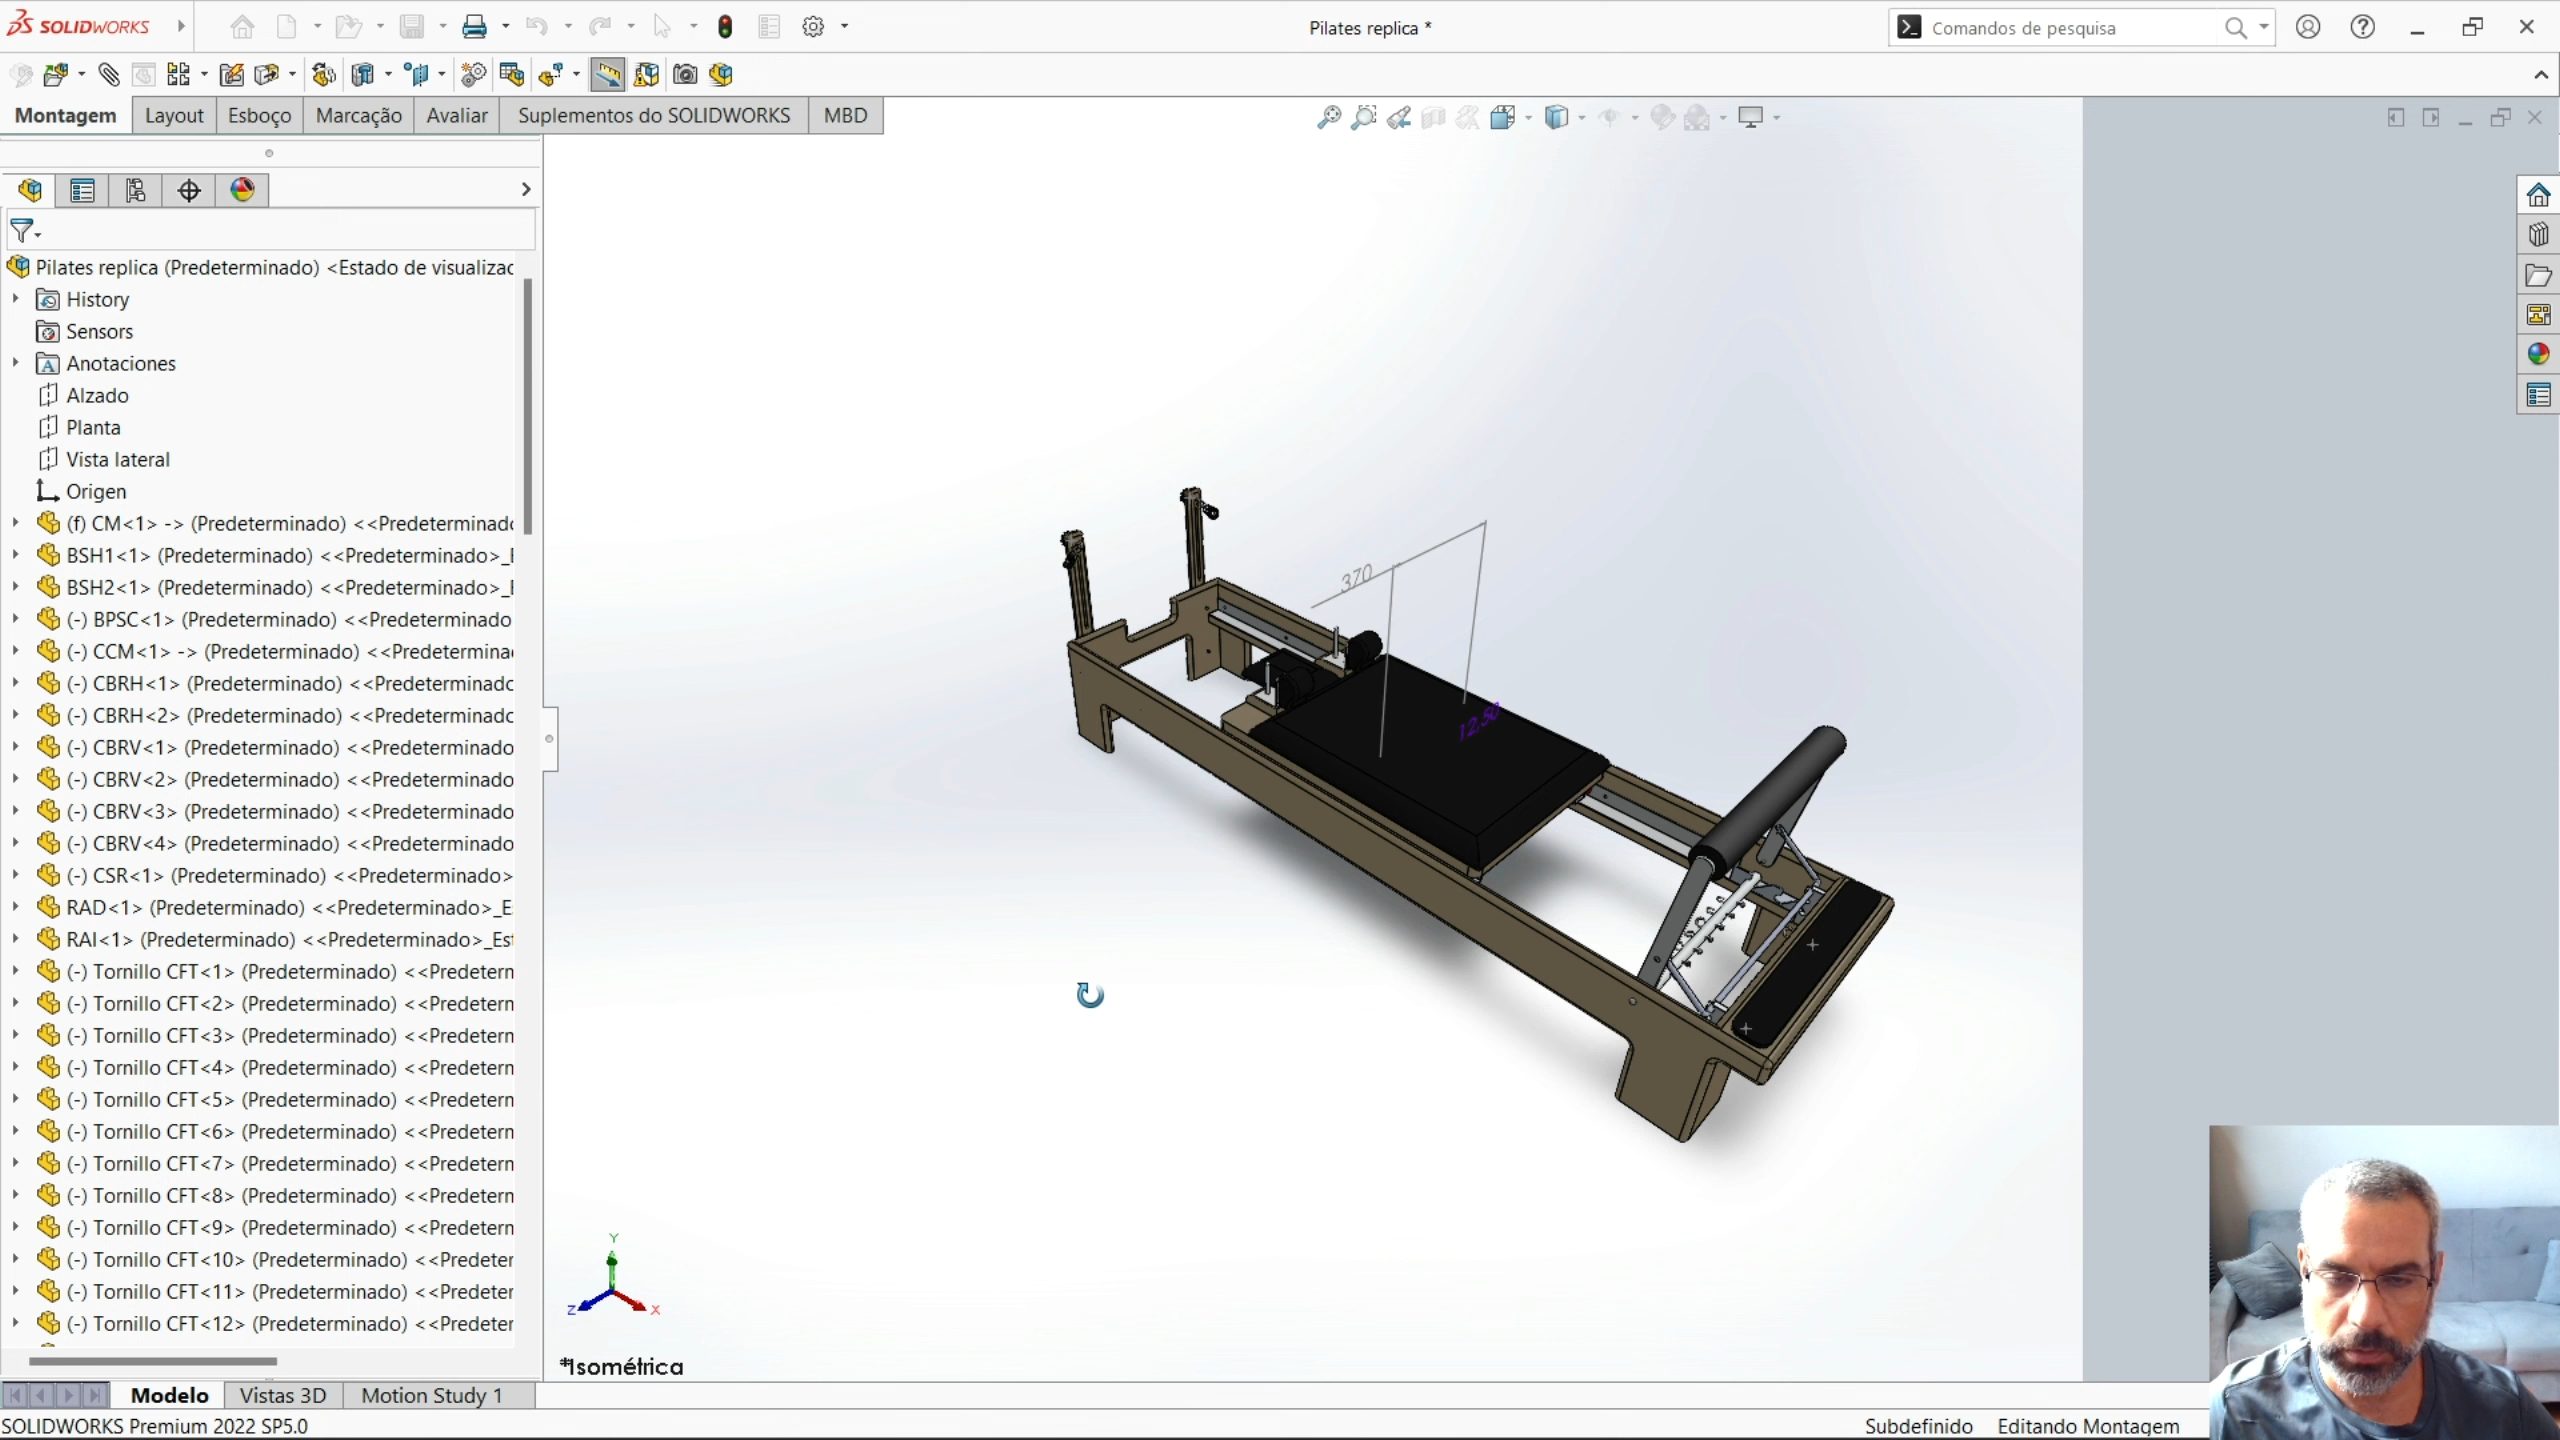 SOLIDWORKS
Pilates replica *
Comandos de pesquisa
Montagem Layout Esboço Marcação Avaliar Suplementos do SOLIDWORKS MBD
Pilates replica (Predeterminado) <Estado de visualizac
History
Sensors
Anotaciones
Alzado
Planta
Vista lateral
Origen
(f) CM<1> -> (Predeterminado) <<Predeterminado
BSH1<1> (Predeterminado) <<Predeterminado>_E
BSH2<1> (Predeterminado) <<Predeterminado>_E
(-) BPSC<1> (Predeterminado) <<Predeterminado
(-) CCM<1> -> (Predeterminado) <<Predetermina
(-) CBRH<1> (Predeterminado) <<Predeterminado
(-) CBRH<2> (Predeterminado) <<Predeterminado
(-) CBRV<1> (Predeterminado) <<Predeterminado
(-) CBRV<2> (Predeterminado) <<Predeterminado
(-) CBRV<3> (Predeterminado) <<Predeterminado
(-) CBRV<4> (Predeterminado) <<Predeterminado
(-) CSR<1> (Predeterminado) <<Predeterminado>
RAD<1> (Predeterminado) <<Predeterminado>_E
RAI<1> (Predeterminado) <<Predeterminado>_Est
(-) Tornillo CFT<1> (Predeterminado) <<Predetern
(-) Tornillo CFT<2> (Predeterminado) <<Predetern
(-) Tornillo CFT<3> (Predeterminado) <<Predetern
(-) Tornillo CFT<4> (Predeterminado) <<Predetern
(-) Tornillo CFT<5> (Predeterminado) <<Predetern
(-) Tornillo CFT<6> (Predeterminado) <<Predetern
(-) Tornillo CFT<7> (Predeterminado) <<Predetern
(-) Tornillo CFT<8> (Predeterminado) <<Predetern
(-) Tornillo CFT<9> (Predeterminado) <<Predetern
(-) Tornillo CFT<10> (Predeterminado) <<Predeter
(-) Tornillo CFT<11> (Predeterminado) <<Predeter
(-) Tornillo CFT<12> (Predeterminado) <<Predeter
370
12.50
Y
Z
X
*Isométrica
Modelo Vistas 3D Motion Study 1
SOLIDWORKS Premium 2022 SP5.0
Subdefinido Editando Montagem